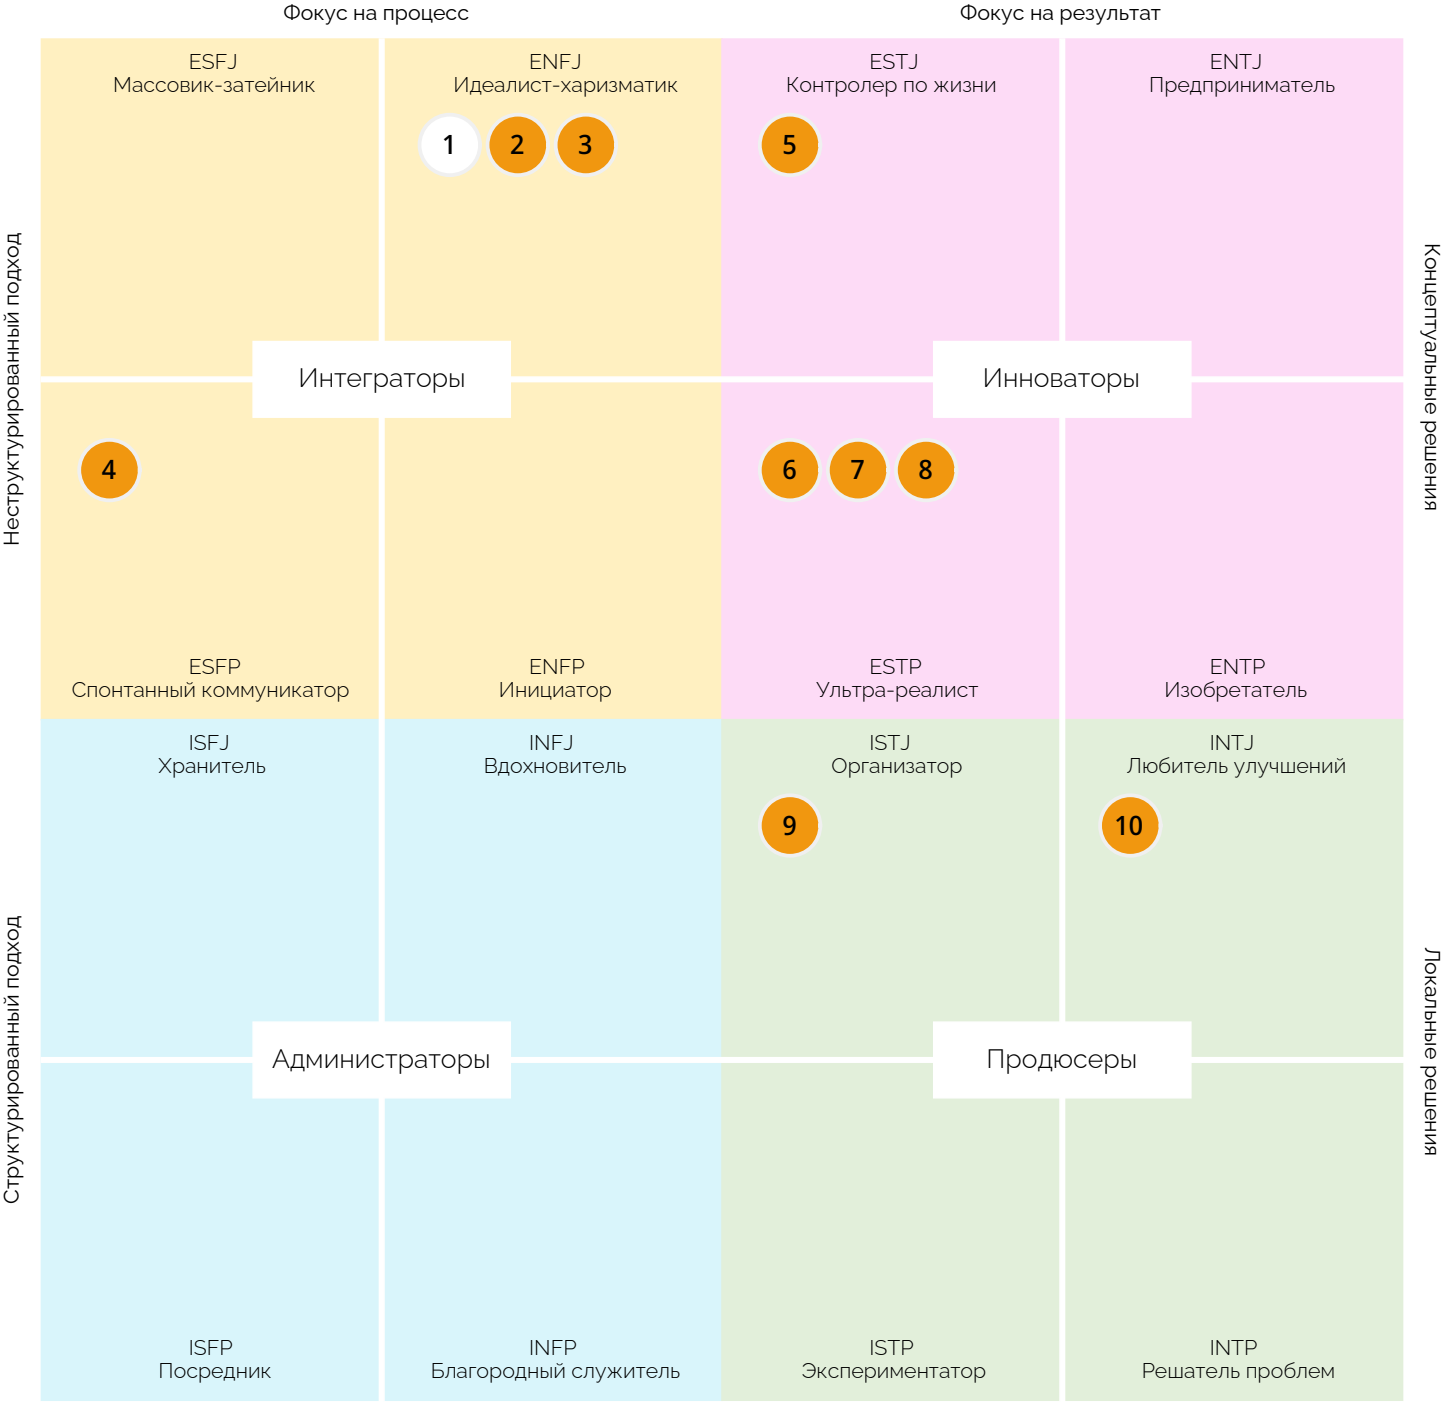 Фокус на процесс
Фокус на результат
ESFJ
Массовик-затейник
ENFJ
Идеалист-харизматик
ESTJ
Контролер по жизни
ENTJ
Предприниматель
1
2
3
5
Неструктурированный подход
Концептуальные решения
Интеграторы
Инноваторы
4
6
7
8
ESFP
Спонтанный коммуникатор
ENFP
Инициатор
ESTP
Ультра-реалист
ENTP
Изобретатель
ISFJ
Хранитель
INFJ
Вдохновитель
ISTJ
Организатор
INTJ
Любитель улучшений
9
10
Структурированный подход
Локальные решения
Администраторы
Продюсеры
ISFP
Посредник
INFP
Благородный служитель
ISTP
Экспериментатор
INTP
Решатель проблем